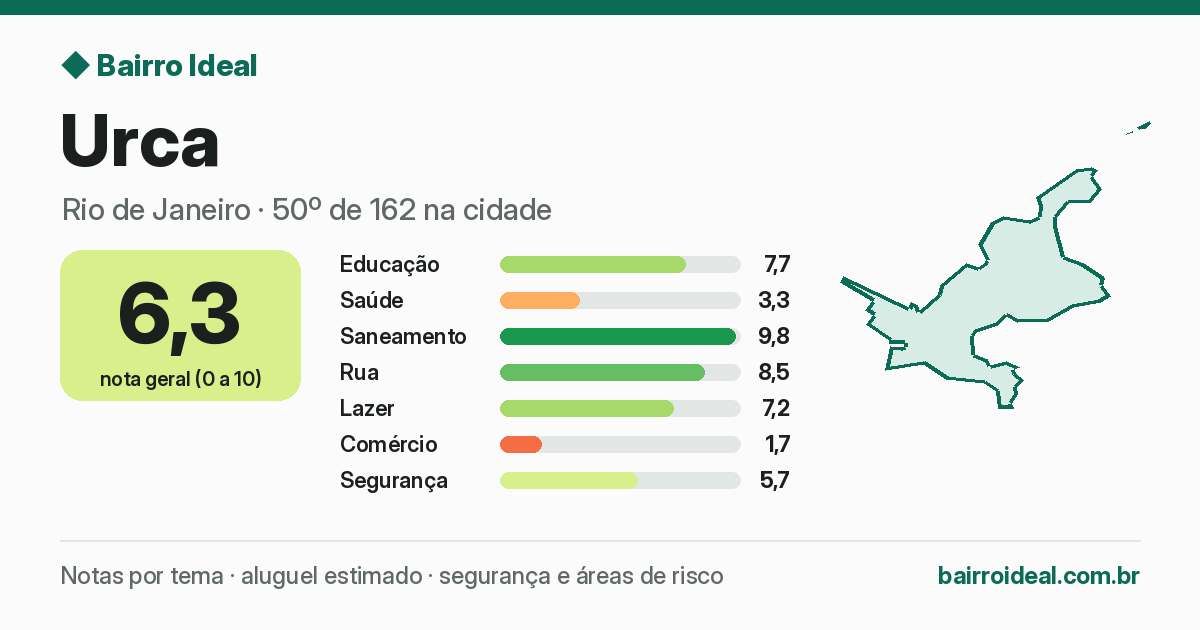 Bairro Ideal
Urca
Rio de Janeiro · 50º de 162 na cidade
6,3
nota geral (0 a 10)
Educação 7,7
Saúde 3,3
Saneamento 9,8
Rua 8,5
Lazer 7,2
Comércio 1,7
Segurança 5,7
Notas por tema · aluguel estimado · segurança e áreas de risco
bairroideal.com.br